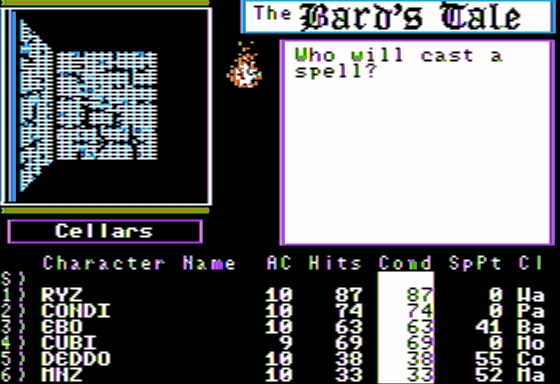 The Bard's Tale
Who will cast a
spell?
Cellars
Character Name AC Hits Cond SpPt Cl
S)
1) RYZ 10 87 87 0 Wa
2) CONDI 10 74 74 0 Pa
3) EBO 10 63 63 41 Ba
4) CUBI 9 69 69 0 Mo
5) DEDDO 10 38 38 55 Co
6) MNZ 10 33 33 52 Ma